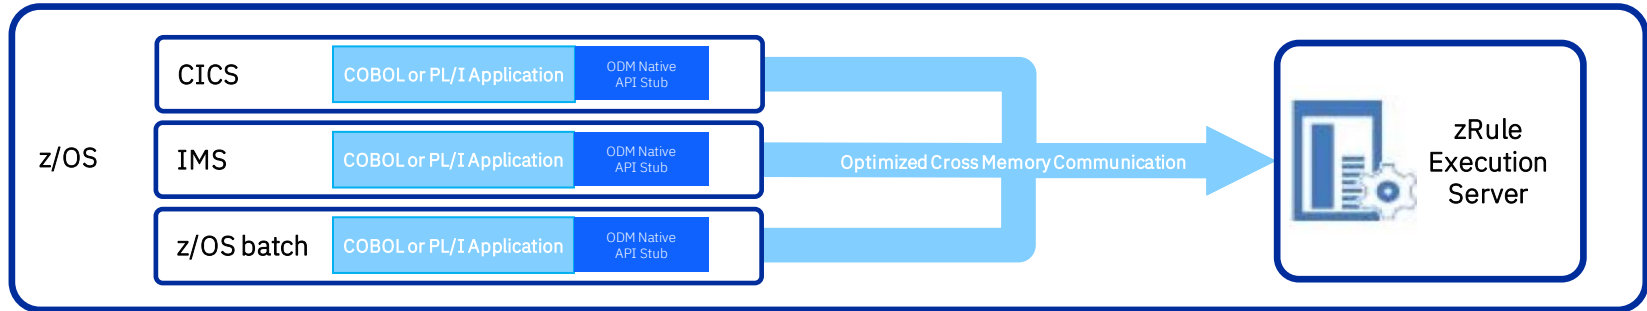 CICS
COBOL or PL/I Application
ODM Native
API Stub
z/OS
IMS
COBOL or PL/I Application
ODM Native
API Stub
Optimized Cross Memory Communication
z/OS batch
COBOL or PL/I Application
ODM Native
API Stub
zRule
Execution
Server